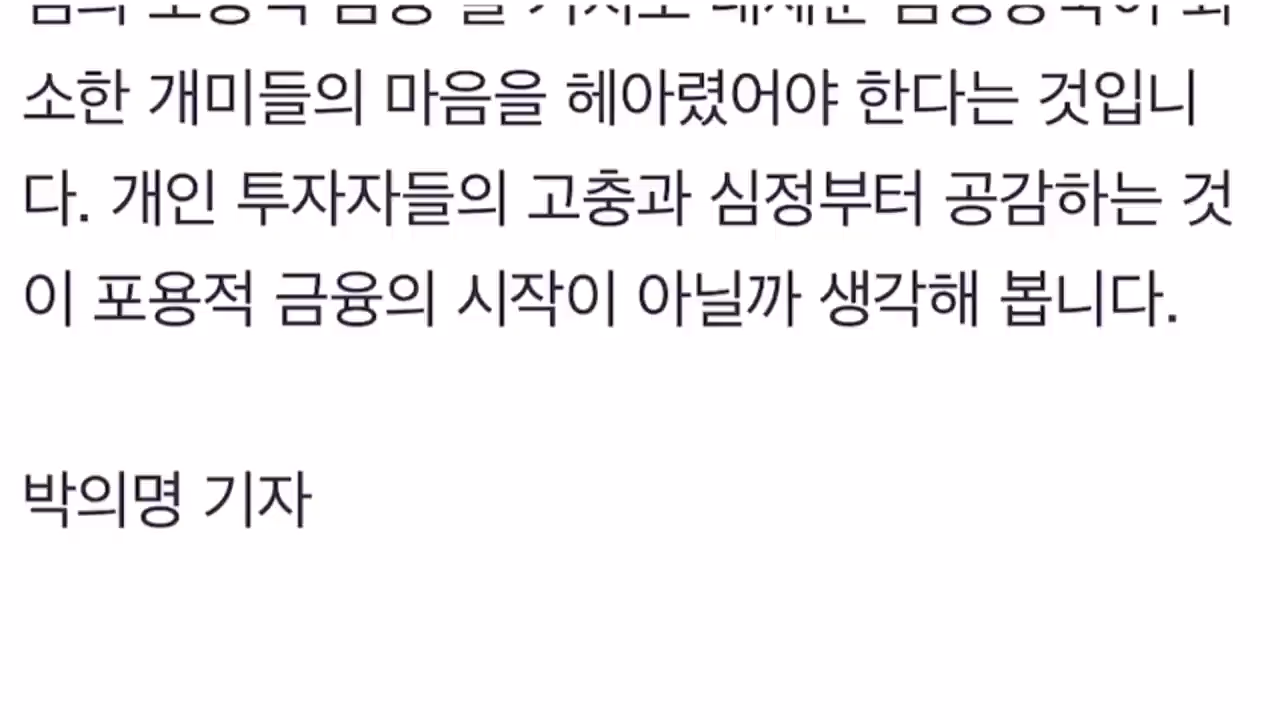 소한 개미들의 마음을 헤아렸어야 한다는 것입니
다. 개인 투자자들의 고충과 심정부터 공감하는 것
이 포용적 금융의 시작이 아닐까 생각해 봅니다.
박의명 기자